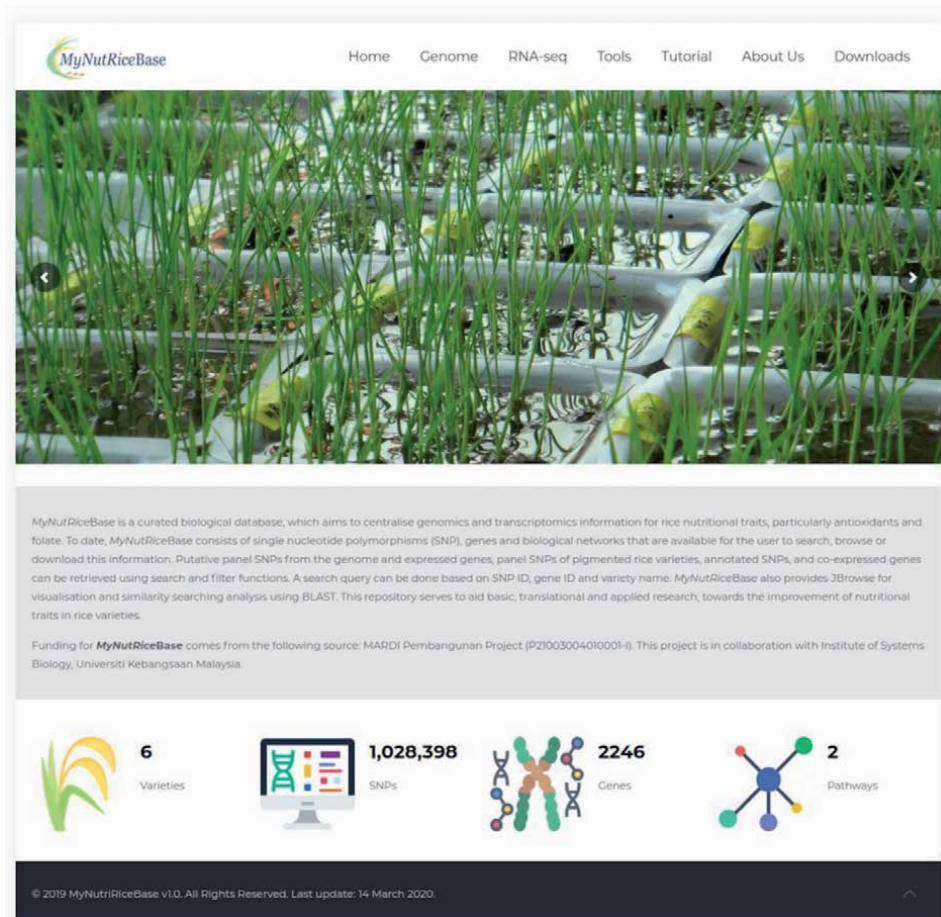 MyNutRiceBase
Home Genome RNA-seq Tools Tutorial About Us Downloads
MyNutRiceBase is a curated biological database, which aims to centralise genomics and transcriptomics information for rice nutritional traits, particularly antioxidants and
folate. To date, MyNutRiceBase consists of single nucleotide polymorphisms (SNP), genes and biological networks that are available for the user to search, browse or
download this information. Putative panel SNPs from the genome and expressed genes, panel SNPs of pigmented rice varieties, annotated SNPs, and co-expressed genes
can be retrieved using search and filter functions. A search query can be done based on SNP ID, gene ID and variety name. MyNutRiceBase also provides JBrowse for
visualisation and similarity searching analysis using BLAST. This repository serves to aid basic, translational and applied research, towards the improvement of nutritional
traits in rice varieties.
Funding for MyNutRiceBase comes from the following source: MARDI Pembangunan Project (P21003004010001-I). This project is in collaboration with Institute of Systems
Biology, Universiti Kebangsaan Malaysia.
6
Varieties
1,028,398
SNPs
2246
Genes
2
Pathways
© 2019 MyNutriRiceBase v1.0. All Rights Reserved. Last update: 14 March 2020.